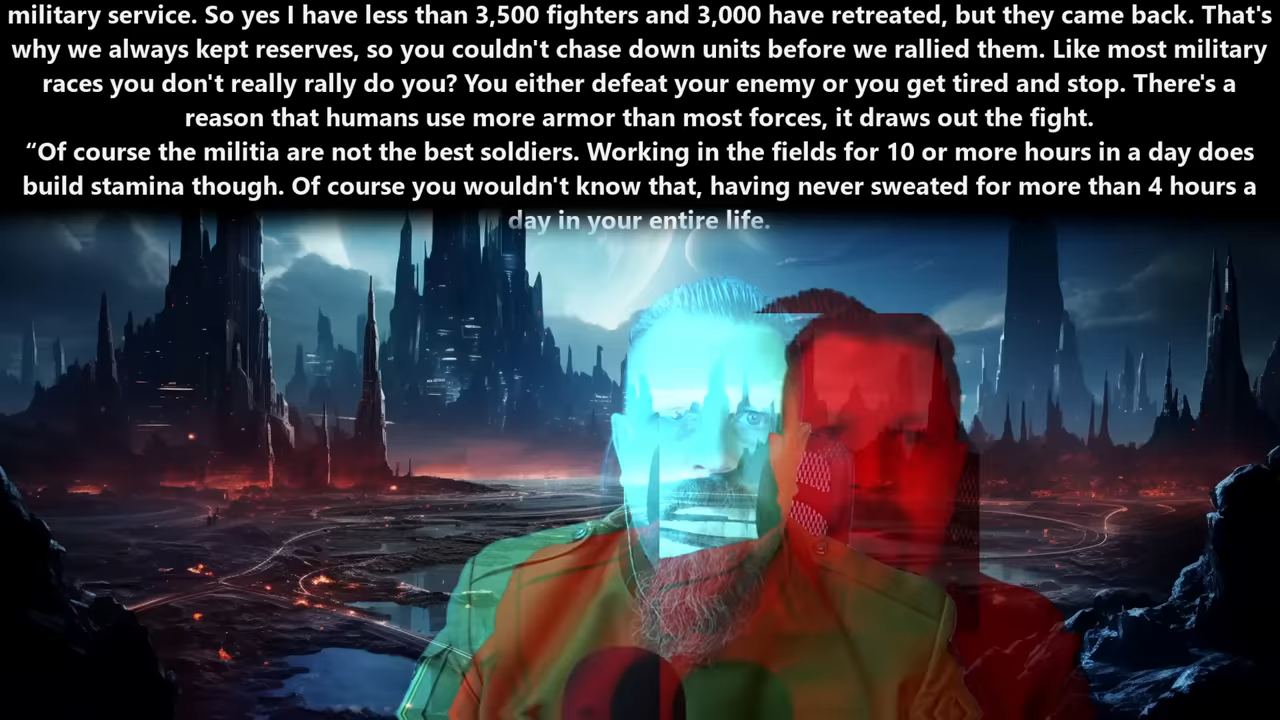 military service. So yes I have less than 3,500 fighters and 3,000 have retreated, but they came back. That's
why we always kept reserves, so you couldn't chase down units before we rallied them. Like most military
races you don't really rally do you? You either defeat your enemy or you get tired and stop. There's a
reason that humans use more armor than most forces, it draws out the fight.
“Of course the militia are not the best soldiers. Working in the fields for 10 or more hours in a day does
build stamina though. Of course you wouldn't know that, having never sweated for more than 4 hours a
day in your entire life.